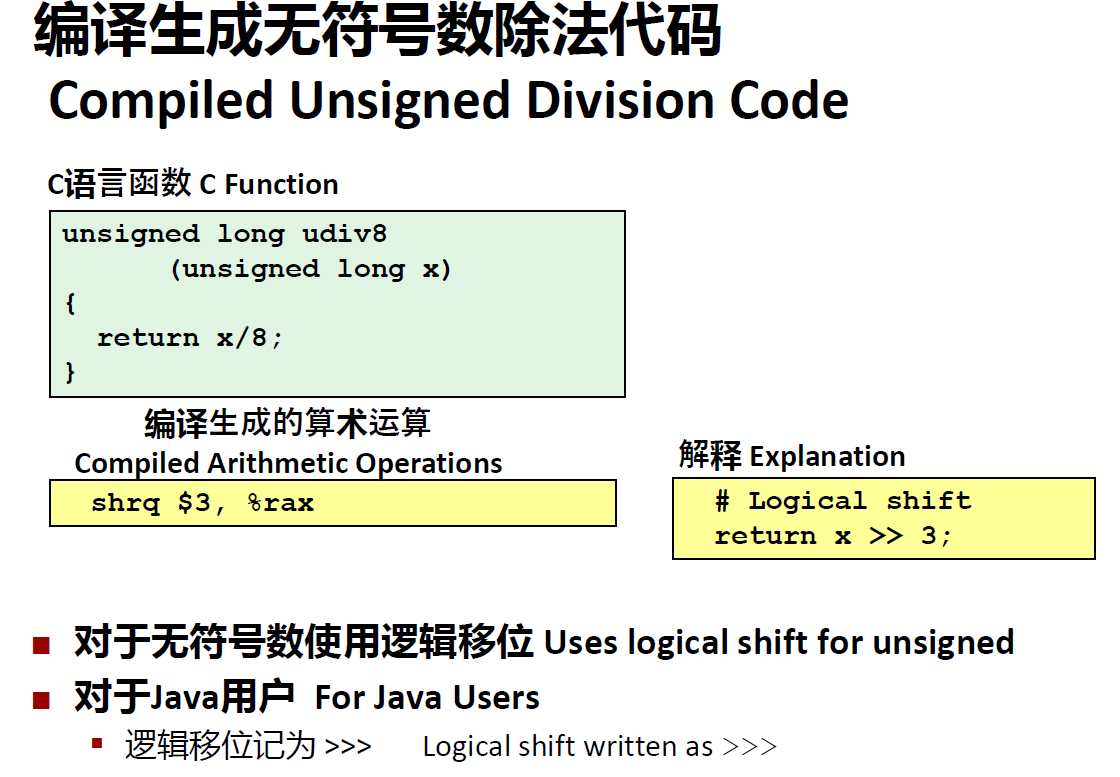 编译生成无符号数除法代码
Compiled Unsigned Division Code
C语言函数 C Function
unsigned long udiv8
(unsigned long x)
{
return x/8;
}
编译生成的算术运算
Compiled Arithmetic Operations
shrq $3, %rax
解释 Explanation
# Logical shift
return x >> 3;
对于无符号数使用逻辑移位 Uses logical shift for unsigned
对于Java用户 For Java Users
逻辑移位记为 >>> Logical shift written as >>>